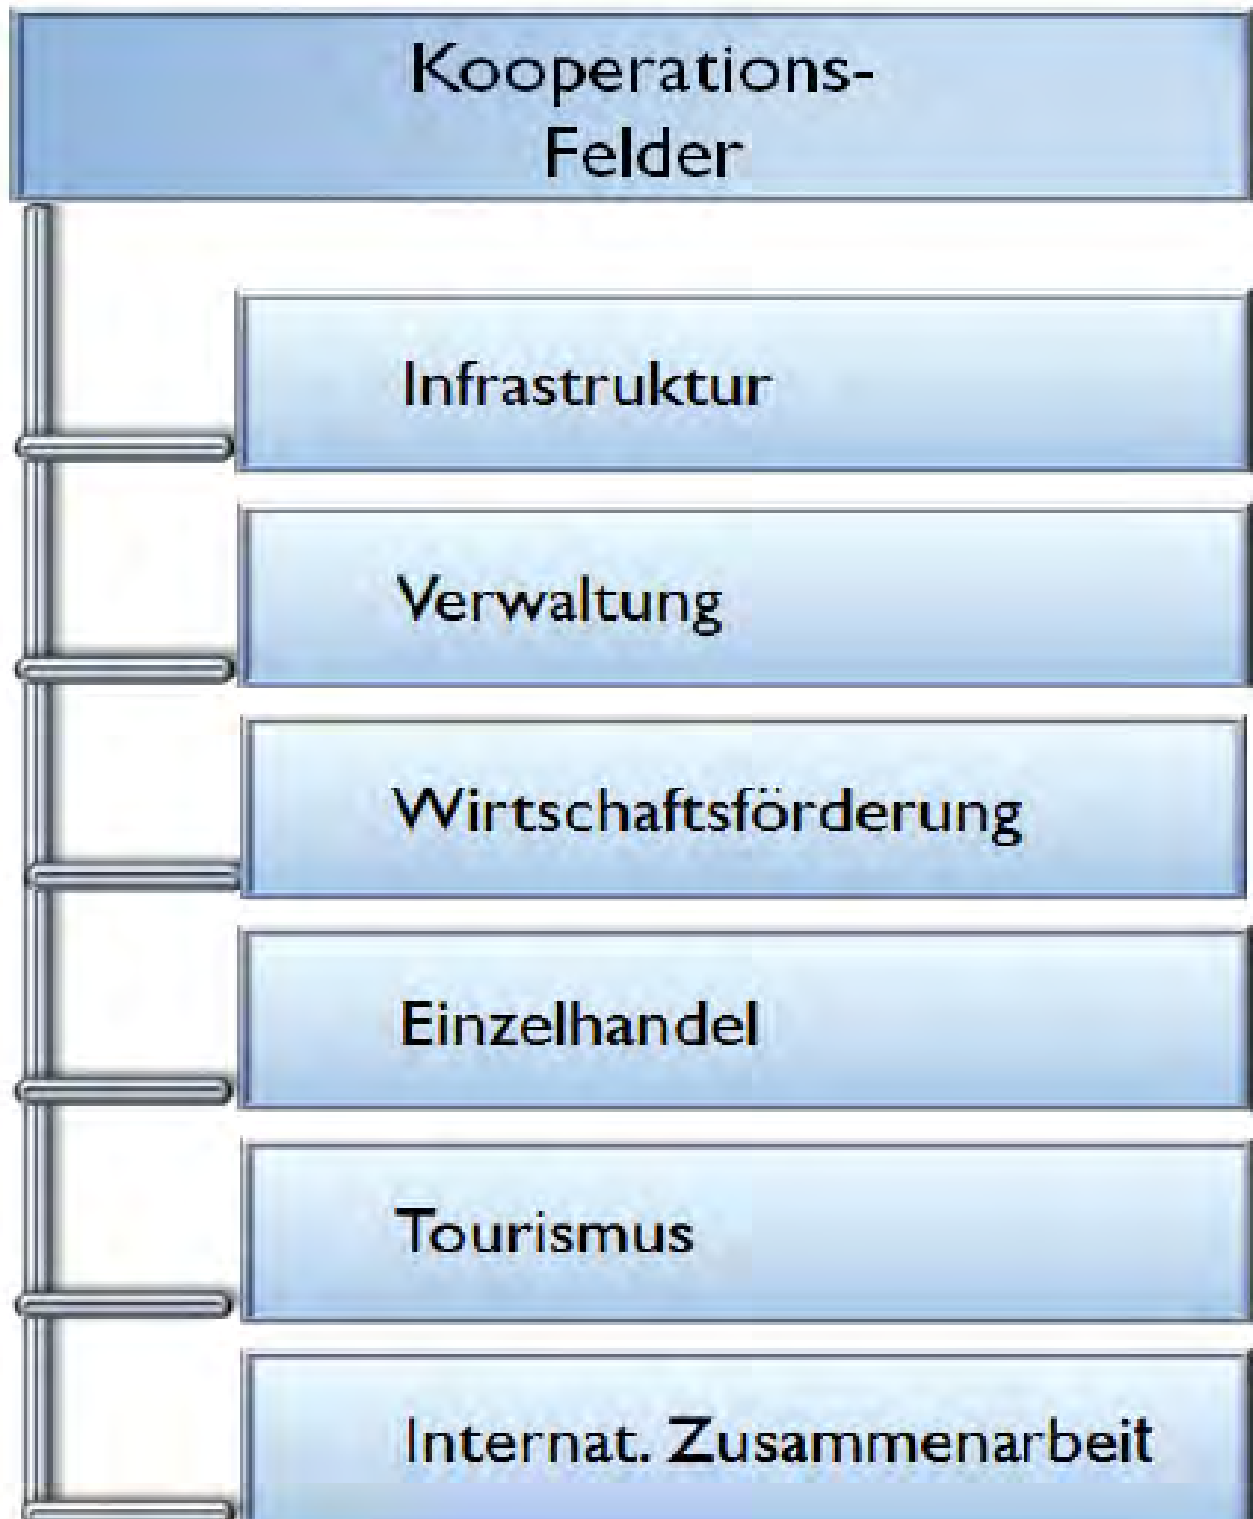 Kooperations-
Felder
Infrastruktur
Verwaltung
Wirtschaftsförderung
Einzelhandel
Tourismus
Internat. Zusammenarbeit